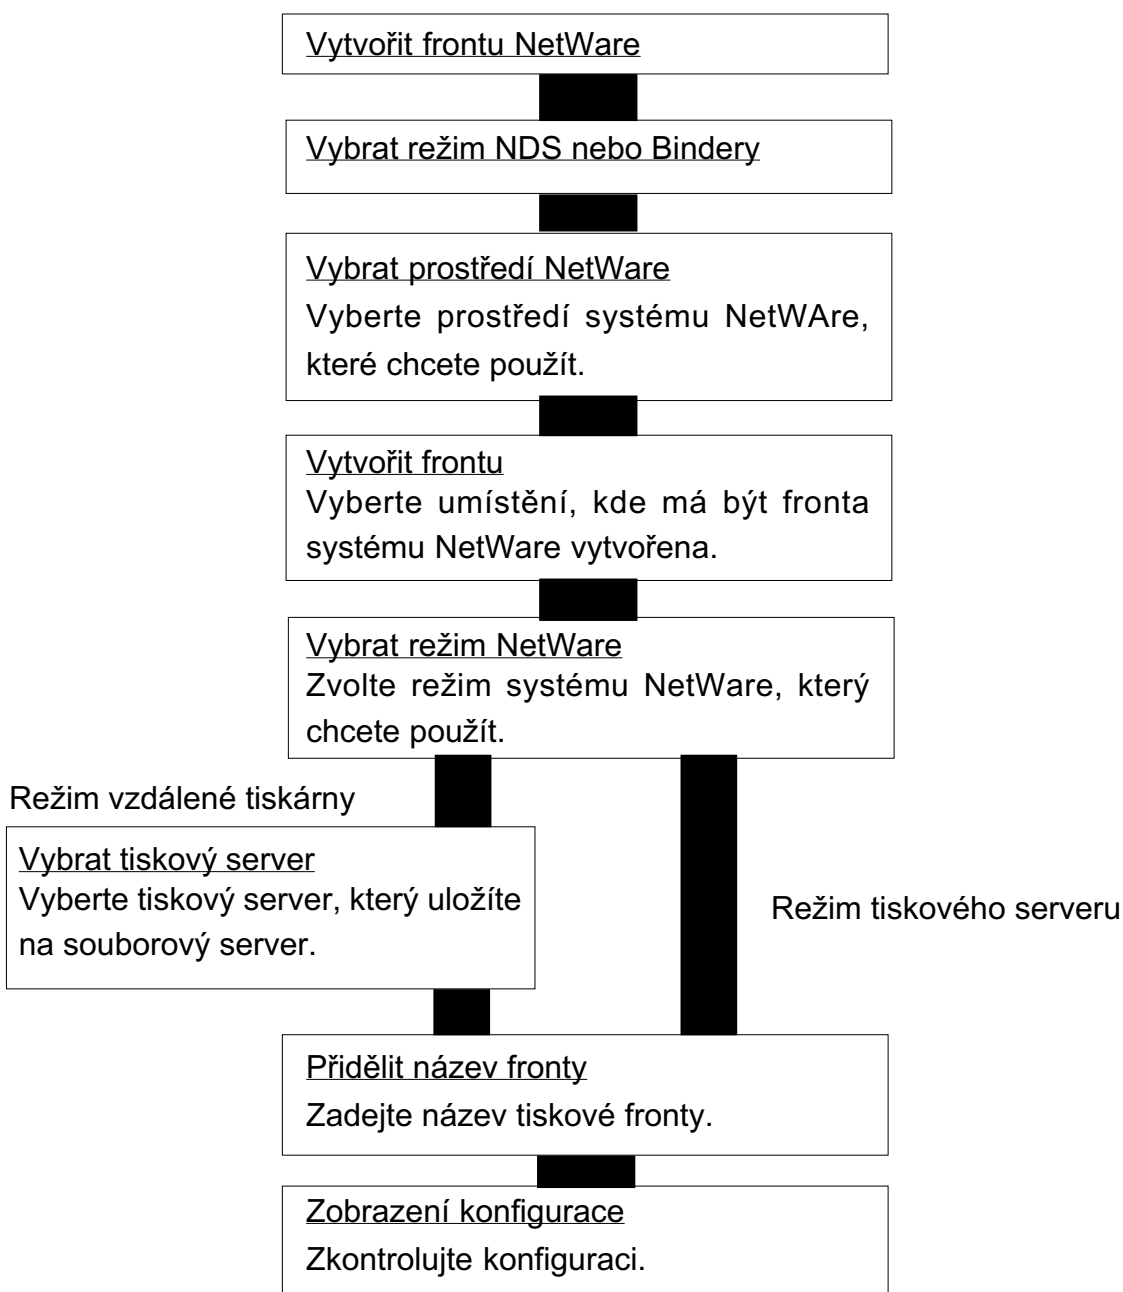 Vytvořit frontu NetWare
Vybrat režim NDS nebo Bindery
Vybrat prostředí NetWare
Vyberte prostředí systému NetWAre,
které chcete použít.
Vytvořit frontu
Vyberte umístění, kde má být fronta
systému NetWare vytvořena.
Vybrat režim NetWare
Zvolte režim systému NetWare, který
chcete použít.
Režim vzdálené tiskárny
Vybrat tiskový server
Vyberte tiskový server, který uložíte
na souborový server.
Režim tiskového serveru
Přidělit název fronty
Zadejte název tiskové fronty.
Zobrazení konfigurace
Zkontrolujte konfiguraci.